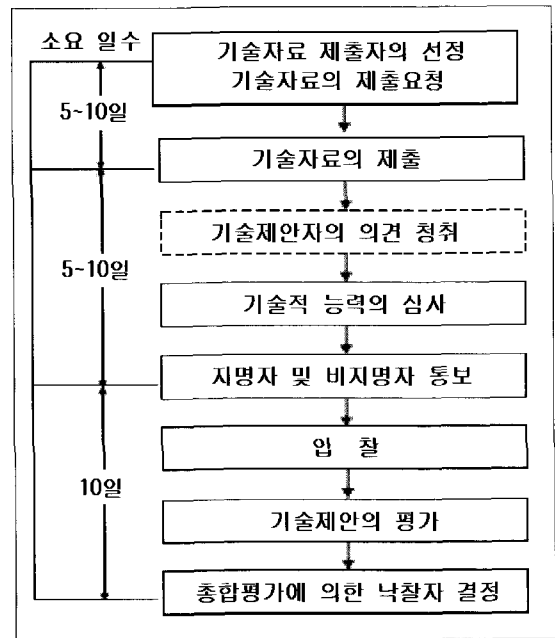 소요 일수
기술자료 제출자의 선정
기술자료의 제출요청
5~10일
기술자료의 제출
기술제안자의 의견 청취
5~10일
기술적 능력의 심사
지명자 및 비지명자 통보
입 찰
10일
기술제안의 평가
총합평가에 의한 낙찰자 결정